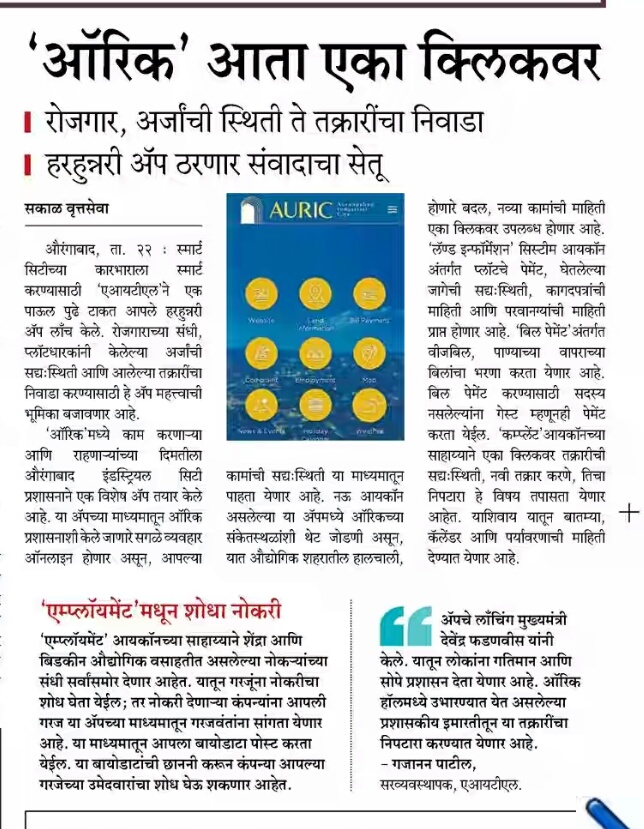 ‘ऑरिक’ आता एका क्लिकवर
रोजगार, अर्जांची स्थिती ते तक्रारींचा निवाडा
हरहुन्नरी ॲप ठरणार संवादाचा सेतू
सकाळ वृत्तसेवा
औरंगाबाद, ता. २२ : स्मार्ट
सिटीच्या कारभाराला स्मार्ट
करण्यासाठी ‘एआयटीएल’ने एक
पाऊल पुढे टाकत आपले हरहुन्नरी
ॲप लाँच केले. रोजगाराच्या संधी,
प्लॉटधारकांनी केलेल्या अर्जांची
सद्यःस्थिती आणि आलेल्या तक्रारींचा
निवाडा करण्यासाठी हे ॲप महत्त्वाची
भूमिका बजावणार आहे.
‘ऑरिक’मध्ये काम करणाऱ्या
आणि राहणाऱ्यांच्या दिमतीला
औरंगाबाद इंडस्ट्रियल सिटी
प्रशासनाने एक विशेष ॲप तयार केले
आहे. या ॲपच्या माध्यमातून ऑरिक
प्रशासनाशी केले जाणारे सगळे व्यवहार
ऑनलाइन होणार असून, आपल्या
AURIC
Website
Land
Information
Bill Payment
Complaint
Employment
Map
News & Events
Holiday
Calendar
Weather
कामांची सद्यःस्थिती या माध्यमातून
पाहता येणार आहे. नऊ आयकॉन
असलेल्या या ॲपमध्ये ऑरिकच्या
संकेतस्थळांशी थेट जोडणी असून,
यात औद्योगिक शहरातील हालचाली,
होणारे बदल, नव्या कामांची माहिती
एका क्लिकवर उपलब्ध होणार आहे.
‘लॅण्ड इन्फॉर्मेशन’ सिस्टीम आयकॉन
अंतर्गत प्लॉटचे पेमेंट, घेतलेल्या
जागेची सद्यःस्थिती, कागदपत्रांची
माहिती आणि परवान्यांची माहिती
प्राप्त होणार आहे. ‘बिल पेमेंट’अंतर्गत
वीजबिल, पाण्याच्या वापराच्या
बिलांचा भरणा करता येणार आहे.
बिल पेमेंट करण्यासाठी सदस्य
नसलेल्यांना गेस्ट म्हणूनही पेमेंट
करता येईल. ‘कम्प्लेंट’आयकॉनच्या
साहाय्याने एका क्लिकवर तक्रारीची
सद्यःस्थिती, नवी तक्रार करणे, तिचा
निपटारा हे विषय तपासता येणार
आहेत. याशिवाय यातून बातम्या,
कॅलेंडर आणि पर्यावरणाची माहिती
देण्यात येणार आहे.
‘एम्प्लॉयमेंट’मधून शोधा नोकरी
‘एम्प्लॉयमेंट’ आयकॉनच्या साहाय्याने शेंद्रा आणि
बिडकीन औद्योगिक वसाहतीत असलेल्या नोकऱ्यांच्या
संधी सर्वांसमोर देणार आहेत. यातून गरजूंना नोकरीचा
शोध घेता येईल; तर नोकरी देणाऱ्या कंपन्यांना आपली
गरज या ॲपच्या माध्यमातून गरजवंतांना सांगता येणार
आहे. या माध्यमातून आपला बायोडाटा पोस्ट करता
येईल. या बायोडाटांची छाननी करून कंपन्या आपल्या
गरजेच्या उमेदवारांचा शोध घेऊ शकणार आहेत.
ॲपचे लाँचिंग मुख्यमंत्री
देवेंद्र फडणवीस यांनी
केले. यातून लोकांना गतिमान आणि
सोपे प्रशासन देता येणार आहे. ऑरिक
हॉलमध्ये उभारण्यात येत असलेल्या
प्रशासकीय इमारतीतून या तक्रारींचा
निपटारा करण्यात येणार आहे.
– गजानन पाटील,
सरव्यवस्थापक, एआयटीएल.